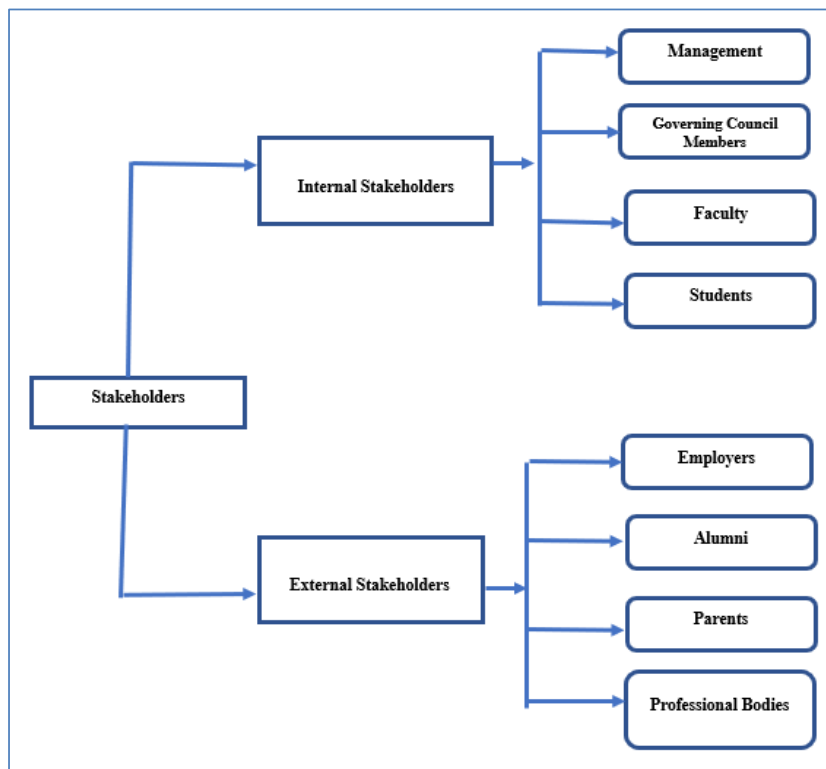 Management
Governing Council
Members
Internal Stakeholders
Faculty
Students
Stakeholders
Employers
Alumni
External Stakeholders
Parents
Professional Bodies